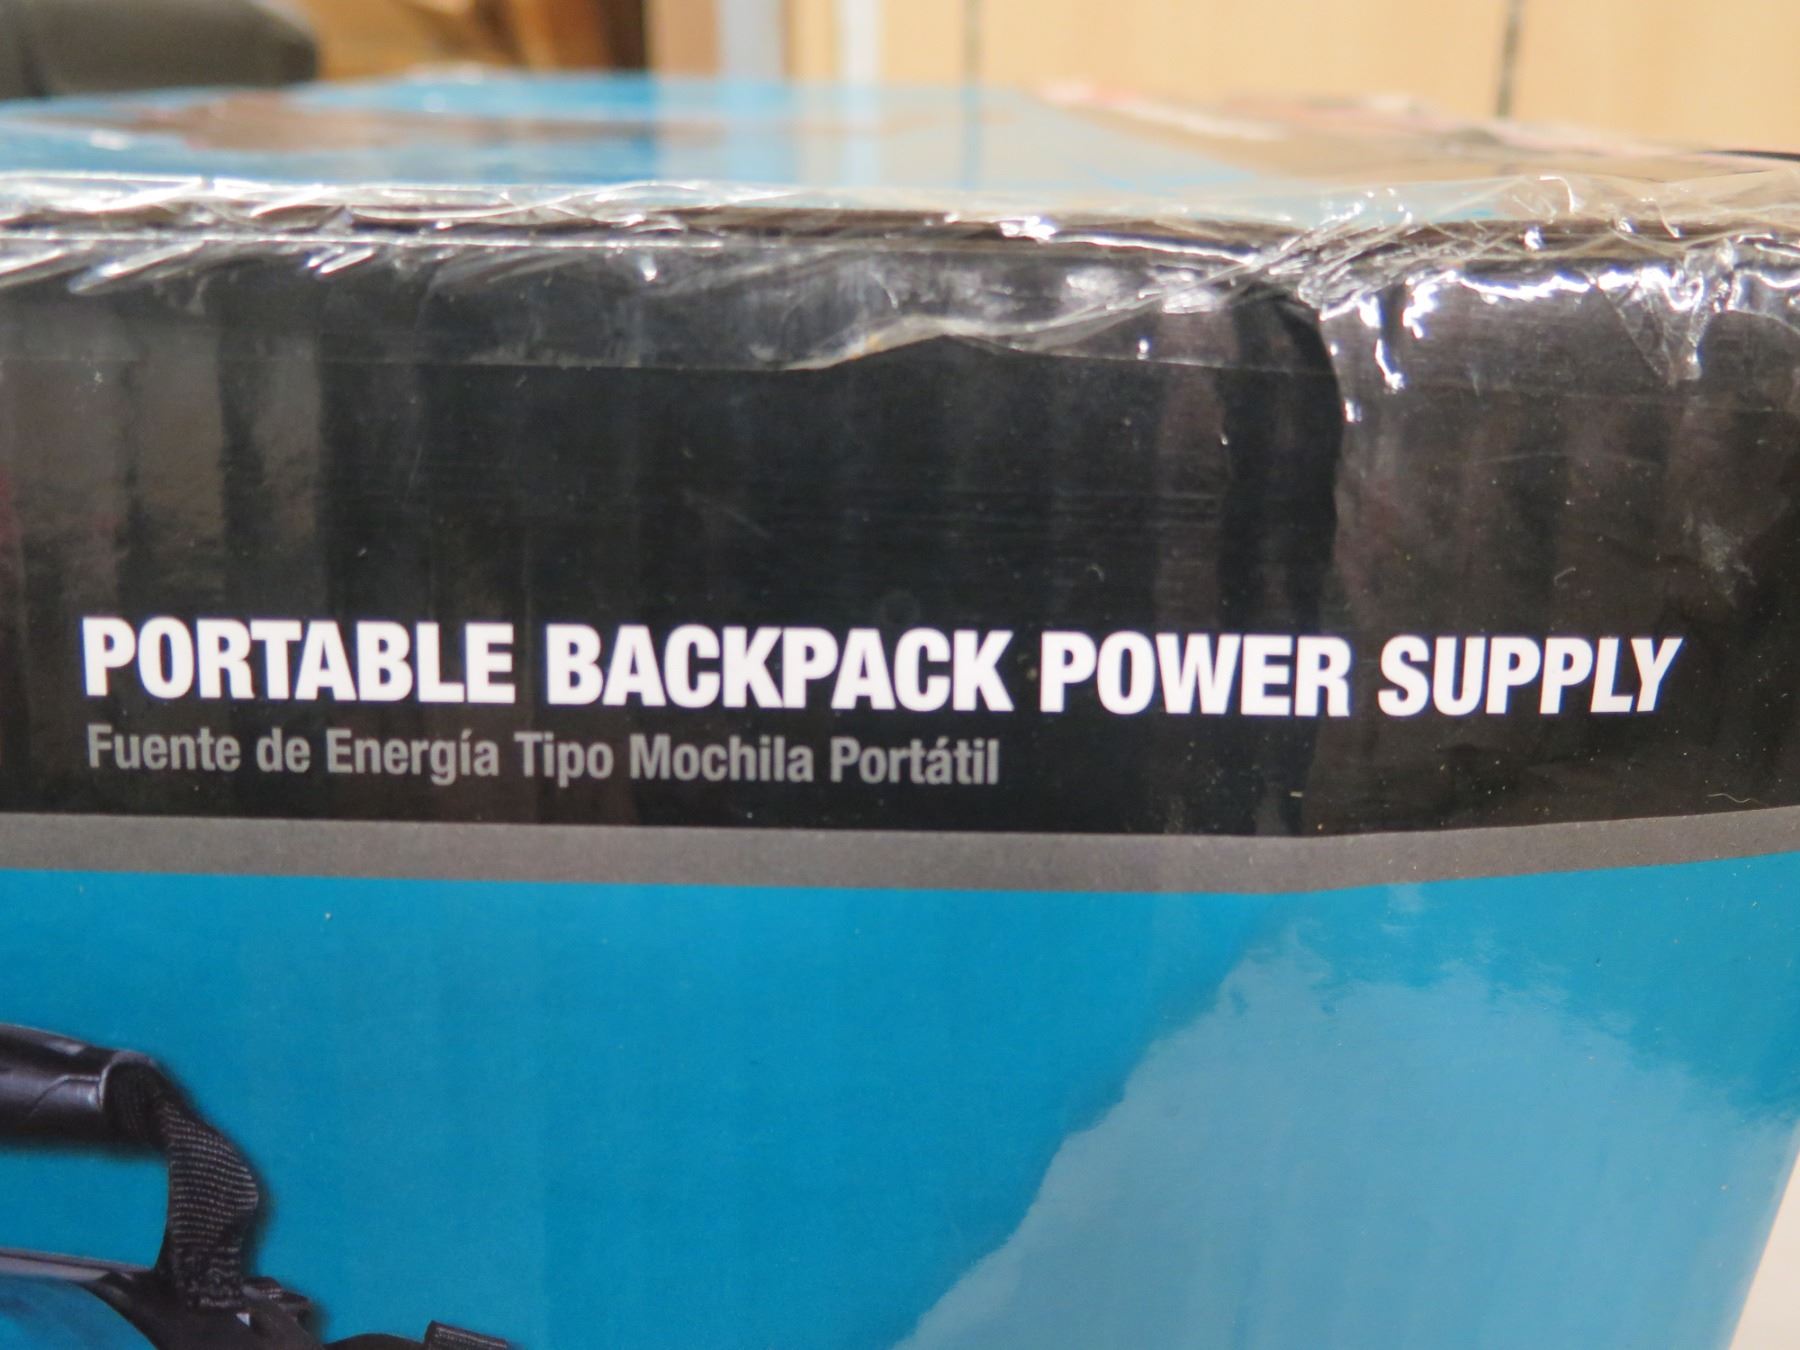 PORTABLE BACKPACK POWER SUPPLY
Fuente de Energía Tipo Mochila Portátil